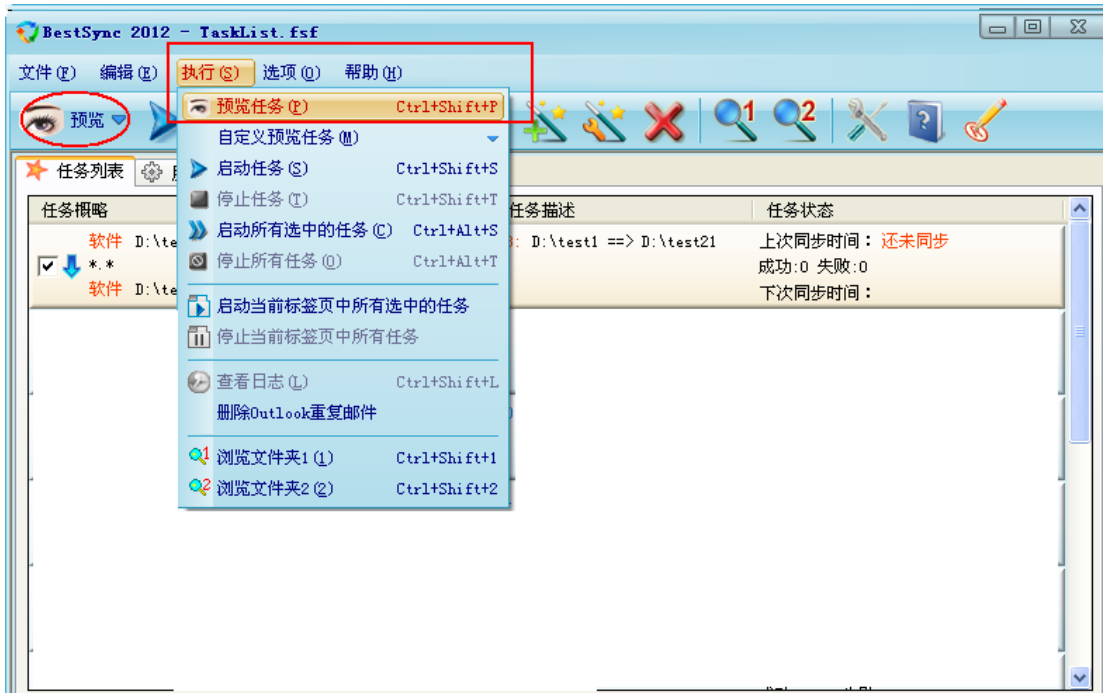 BestSync 2012 - TaskList.fsf
文件(F) 编辑(E) 执行(S) 选项(O) 帮助(H)
预览
1 2
预览任务(P) Ctrl+Shift+P
自定义预览任务(M)
启动任务(S) Ctrl+Shift+S
停止任务(T) Ctrl+Shift+T
启动所有选中的任务(C) Ctrl+Alt+S
停止所有任务(O) Ctrl+Alt+T
启动当前标签页中所有选中的任务
停止当前标签页中所有任务
查看日志(L) Ctrl+Shift+L
删除Outlook重复邮件
浏览文件夹1(1) Ctrl+Shift+1
浏览文件夹2(2) Ctrl+Shift+2
任务列表
任务概略 任务描述 任务状态
软件 D:\te D:\test1 ==> D:\test21 上次同步时间：还未同步
*.* 成功:0 失败:0
软件 D:\te 下次同步时间：